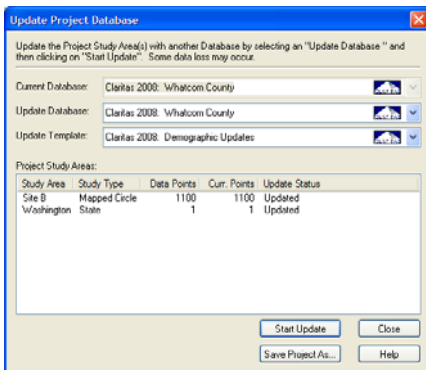 Update Project Database
Update the Project Study Area(s) with another Database by selecting an "Update Database " and
then clicking on "Start Update". Some data loss may occur.
Current Database: Claritas 2008: Whatcom County
Update Database: Claritas 2008: Whatcom County
Update Template: Claritas 2008: Demographic Updates
Project Study Areas:
Study Area Study Type Data Points Curr. Points Update Status
Site B Mapped Circle 1100 1100 Updated
Washington State 1 1 Updated
Start Update Close
Save Project As... Help